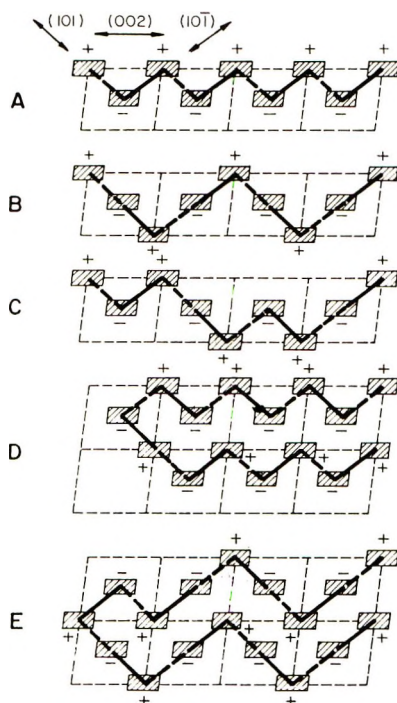 (101) (002) (101̄)
+ + + + +
A
− − − −
+ + +
B
− − − −
+ +
+ + +
C
− − − −
+ +
+ + + +
− − − −
D
+ + + +
− − −
+ +
− − − −
E
+ + + +
− − − −
+ +